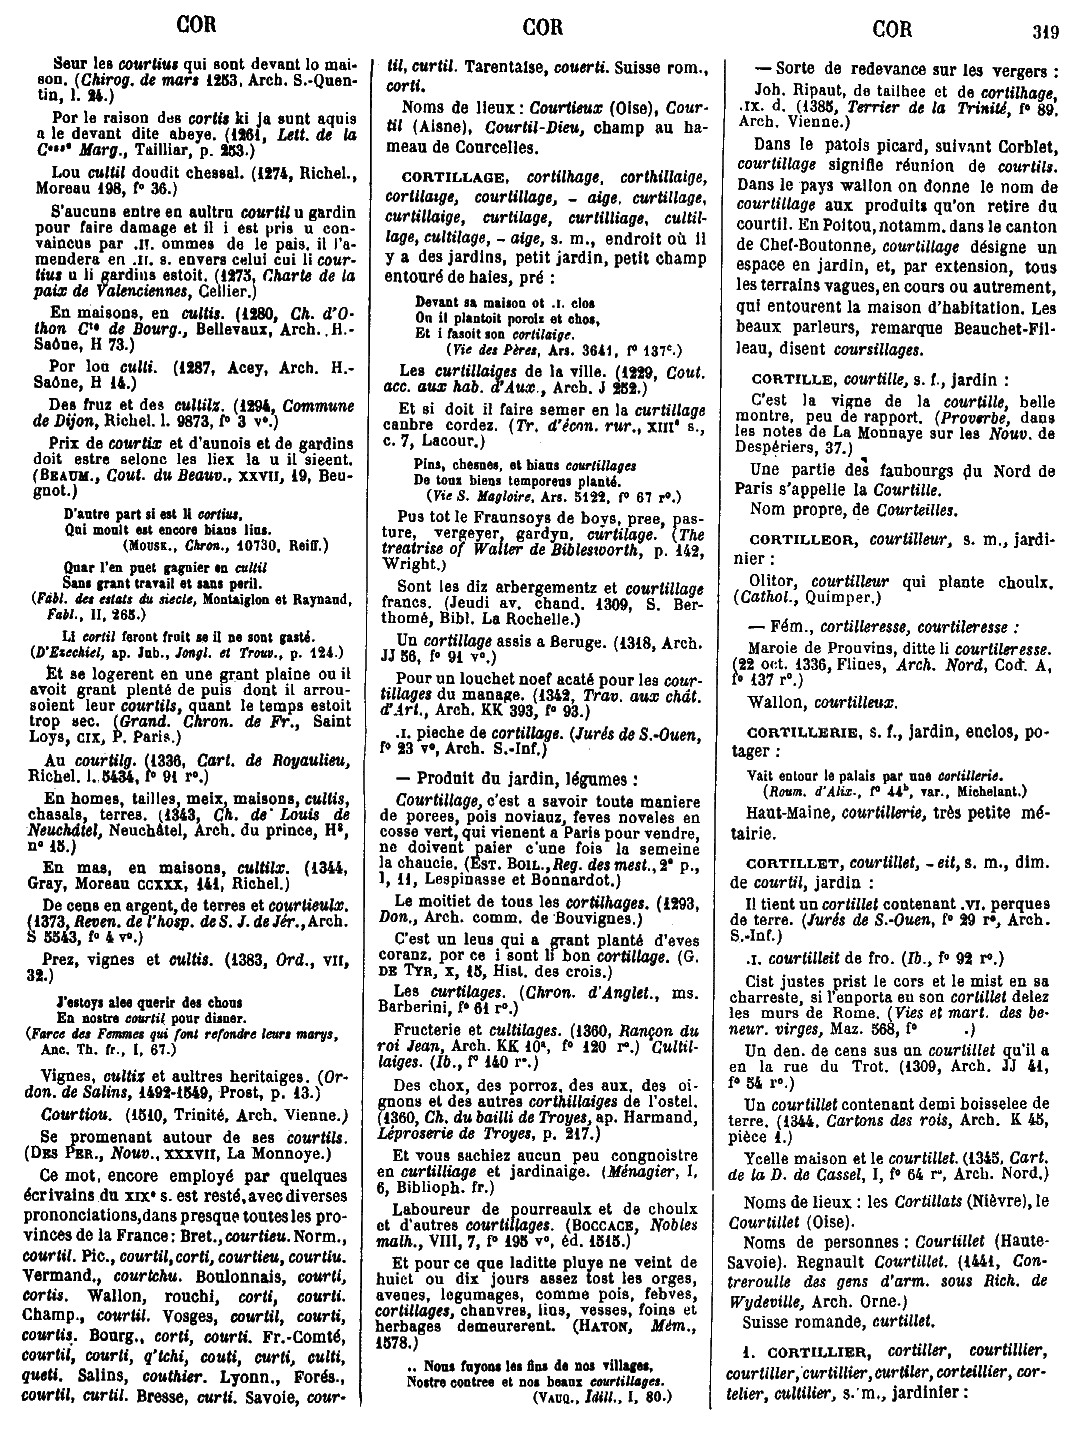 COR
COR
COR
319
Seur les courtius qui sont devant lo mai-
son. (Chirog. de mars 1253, Arch. S.-Quen-
tin, l. 24.)
Por le raison des cortis ki ja sunt aquis
a le devant dite abeye. (1261, Lett. de la
Marg., Tailliar, p. 253.)
Lou cultil doudit chessal. (1274, Richel.,
Moreau 198, fº 36.)
S'aucuns entre en aultru courtil u gardin
pour faire damage et il i est pris u con-
vaincus par .II. ommes de le pais, il l'a-
mendera en .II. s. envers celui cui li cour-
tius u li gardins estoit. (1275, Charte de la
paix de Valenciennes, Cellier.)
En maisons, en cultis. (1280, Ch. d'O-
thon Cte de Bourg., Bellevaux, Arch. H.-
Saône, H 73.)
Por lou culti. (1287, Acey, Arch. H.-
Saône, H 14.)
Des fruz et des cultilz. (1294, Commune
de Dijon, Richel. l. 9873, fº 3 vº.)
Prix de courtix et d'aunois et de gardins
doit estre selonc les liex la u il sieent.
(BEAUM., Cout. du Beauv., XXVII, 19, Beu-
gnot.)
D'autre part si est li cortius,
Qui moult est encore biaus lius.
(MOUSK., Chron., 10730, Reiff.)
Quar l'en puet gagnier en cultil
Sans grant travail et sans peril.
(Fabl. des estats du siecle, Montaiglon et Raynaud,
Fabl., II, 265.)
Li cortil feront fruit se il ne sont gasté.
(D'Ezechiel, ap. Jub., Jongl. et Trouv., p. 124.)
Et se logerent en une grant plaine ou il
avoit grant plenté de puis dont il arrou-
soient leur courtils, quant le temps estoit
trop sec. (Grand. Chron. de Fr., Saint
Loys, CIX, P. Paris.)
Au courtilg. (1336, Cart. de Royaulieu,
Richel. l. 5434, fº 91 rº.)
En homes, tailles, meix, maisons, cultis,
chasals, terres. (1343, Ch. de Louis de
Neuchâtel, Neuchâtel, Arch. du prince,
nº 15.)
En mas, en maisons, cultilx. (1344,
Gray, Moreau CCXXX, 141, Richel.)
De cens en argent, de terres et courtieulx.
(1373, Reven. de l'hosp. de S. J. de Jér., Arch.
S 5543, fº 4 vº.)
Prez, vignes et cultis. (1383, Ord., VII,
32.)
J'estoys alee querir des chous
En nostre courtil pour disner.
(Farce des Femmes qui font refondre leurs marys,
Anc. Th. fr., I, 67.)
Vignes, cultiz et aultres heritaiges. (Or-
don. de Salins, 1492-1549, Prost, p. 13.)
Courtiou. (1510, Trinité, Arch. Vienne.)
Se promenant autour de ses courtils.
(DES PER., Nouv., XXXVII, La Monnoye.)
Ce mot, encore employé par quelques
écrivains du XIXe s. est resté, avec diverses
prononciations, dans presque toutes les pro-
vinces de la France : Bret., courtieu. Norm.,
courtil. Pic., courtil, corti, courtieu, courtiu.
Vermand., courtchu. Boulonnais, courti,
cortis. Wallon, rouchi, corti, courti.
Champ., courtil. Vosges, courtil, courti,
courtis. Bourg., corti, courti. Fr.-Comté,
courtil, courti, q'tchi, couti, curti, culti,
queti. Salins, couthier. Lyonn., Forés.,
courtil, curtil. Bresse, curti. Savoie, cour-
til, curtil. Tarentaise, couerti. Suisse rom.,
corti.
Noms de lieux : Courtieux (Oise), Cour-
til (Aisne), Courtil-Dieu, champ au ha-
meau de Courcelles.
CORTILLAGE, cortilhage, corthillaige,
cortilaige, courtillage, - aige, curtillage,
curtillaige, curtilage, curtilliage, cultil-
lage, cultilage, - aige, s. m., endroit où il
y a des jardins, petit jardin, petit champ
entouré de haies, pré :
Devant sa maison ot .I. clos
Ou il plantoit porolz et chos,
Et i fasoit son cortilaige.
(Vie des Pères, Ars. 3641, fº 137c.)
Les curtillaiges de la ville. (1229, Cout.
acc. aux hab. d'Aux., Arch. J 252.)
Et si doit il faire semer en la curtillage
canbre cordez. (Tr. d'écon. rur., XIIIe s.,
c. 7, Lacour.)
Pins, chesnes, et biaus courtillages
De touz biens temporeus planté.
(Vie S. Magloire, Ars. 5122, fº 67 rº.)
Pus tot le Fraunsoys de boys, pree, pas-
ture, vergeyer, gardyn, curtilage. (The
treatrise of Walter de Biblesworth, p. 142,
Wright.)
Sont les diz arbergementz et courtillage
francs. (Jeudi av. chand. 1309, S. Ber-
thomé, Bibl. La Rochelle.)
Un cortillage assis a Beruge. (1318, Arch.
JJ 56, fº 91 vº.)
Pour un louchet noef acaté pour les cour-
tillages du manage. (1342, Trav. aux chât.
d'Art., Arch. KK 393, fº 93.)
.I. pieche de cortillage. (Jurés de S.-Ouen,
fº 23 vº, Arch. S.-Inf.)
— Produit du jardin, légumes :
Courtillage, c'est a savoir toute maniere
de porees, pois noviauz, feves noveles en
cosse vert, qui vienent a Paris pour vendre,
ne doivent paier c'une fois la semeine
la chaucie. (EST. BOIL., Reg. des mest., 2e p.,
I, 11, Lespinasse et Bonnardot.)
Le moitiet de tous les cortilhages. (1293,
Don., Arch. comm. de Bouvignes.)
C'est un leus qui a grant planté d'eves
coranz, por ce i sont li bon cortillage. (G.
DE TYR, X, 15, Hist. des crois.)
Les curtilages. (Chron. d'Anglet., ms.
Barberini, fº 61 rº.)
Fructerie et cultilages. (1360, Rançon du
roi Jean, Arch. KK 10a, fº 120 rº.) Cultil-
laiges. (Ib., fº 140 rº.)
Des chox, des porroz, des aux, des oi-
gnons et des autres corthillaiges de l'ostel.
(1360, Ch. du bailli de Troyes, ap. Harmand,
Léproserie de Troyes, p. 217.)
Et vous sachiez aucun peu congnoistre
en curtilliage et jardinaige. (Ménagier, I,
6, Biblioph. fr.)
Laboureur de pourreaulx et de choulx
et d'autres courtillages. (BOCCACE, Nobles
malh., VIII, 7, fº 195 vº, éd. 1515.)
Et pour ce que laditte pluye ne veint de
huict ou dix jours assez tost les orges,
avenes, legumages, comme pois, febves,
cortillages, chanvres, lins, vesses, foins et
herbages demeurerent. (HATON, Mém.,
1578.)
.. Nous fuyons les fins de nos villages,
Nostre contree et nos beaux courtillages.
(VAUQ., Idill., I, 80.)
— Sorte de redevance sur les vergers :
Joh. Ripaut, de tailhee et de cortilhage,
.IX. d. (1385, Terrier de la Trinité, fº 89,
Arch. Vienne.)
Dans le patois picard, suivant Corblet,
courtillage signifie réunion de courtils.
Dans le pays wallon on donne le nom de
courtillage aux produits qu'on retire du
courtil. En Poitou, notamm. dans le canton
de Chef-Boutonne, courtillage désigne un
espace en jardin, et, par extension, tous
les terrains vagues, en cours ou autrement,
qui entourent la maison d'habitation. Les
beaux parleurs, remarque Beauchet-Fil-
leau, disent coursillages.
CORTILLE, courtille, s. f., jardin :
C'est la vigne de la courtille, belle
montre, peu de rapport. (Proverbe, dans
les notes de La Monnaye sur les Nouv. de
Despériers, 37.)
Une partie des faubourgs du Nord de
Paris s'appelle la Courtille.
Nom propre, de Courteilles.
CORTILLEOR, courtilleur, s. m., jardi-
nier :
Olitor, courtilleur qui plante choulx.
(Cathol., Quimper.)
— Fém., cortilleresse, courtileresse :
Maroie de Prouvins, ditte li courtileresse.
(22 oct. 1336, Flines, Arch. Nord, Cod. A,
fº 137 rº.)
Wallon, courtilleux.
CORTILLERIE, s. f., jardin, enclos, po-
tager :
Vait entour le palais par une cortillerie.
(Roum. d'Alix., fº 44b, var., Michelant.)
Haut-Maine, courtillerie, très petite mé-
tairie.
CORTILLET, courtillet, - eit, s. m., dim.
de courtil, jardin :
Il tient un cortillet contenant .VI. perques
de terre. (Jurés de S.-Ouen, fº 29 rº, Arch.
S.-Inf.)
.I. courtilleit de fro. (Ib., fº 92 rº.)
Cist justes prist le cors et le mist en sa
charreste, si l'enporta en son cortillet delez
les murs de Rome. (Vies et mart. des be-
neur. virges, Maz. 568, fº .)
Un den. de cens sus un courtillet qu'il a
en la rue du Trot. (1309, Arch. JJ 41,
fº 54 rº.)
Un courtillet contenant demi boisselee de
terre. (1344, Cartons des rois, Arch. K 45,
pièce 1.)
Ycelle maison et le courtillet. (1345, Cart.
de la D. de Cassel, I, fº 64 rº, Arch Nord.)
Noms de lieux : les Cortillats (Nièvre), le
Courtillet (Oise).
Noms de personnes : Courtillet (Haute-
Savoie). Regnault Courtillet. (1441, Con-
treroulle des gens d'arm. sous Rich. de
Wydeville, Arch. Orne.)
Suisse romande, curtillet.
1. CORTILLIER, cortiller, courtillier,
courtiller, curtillier, curtiler, corteillier, cor-
telier, cultilier, s. m., jardinier :